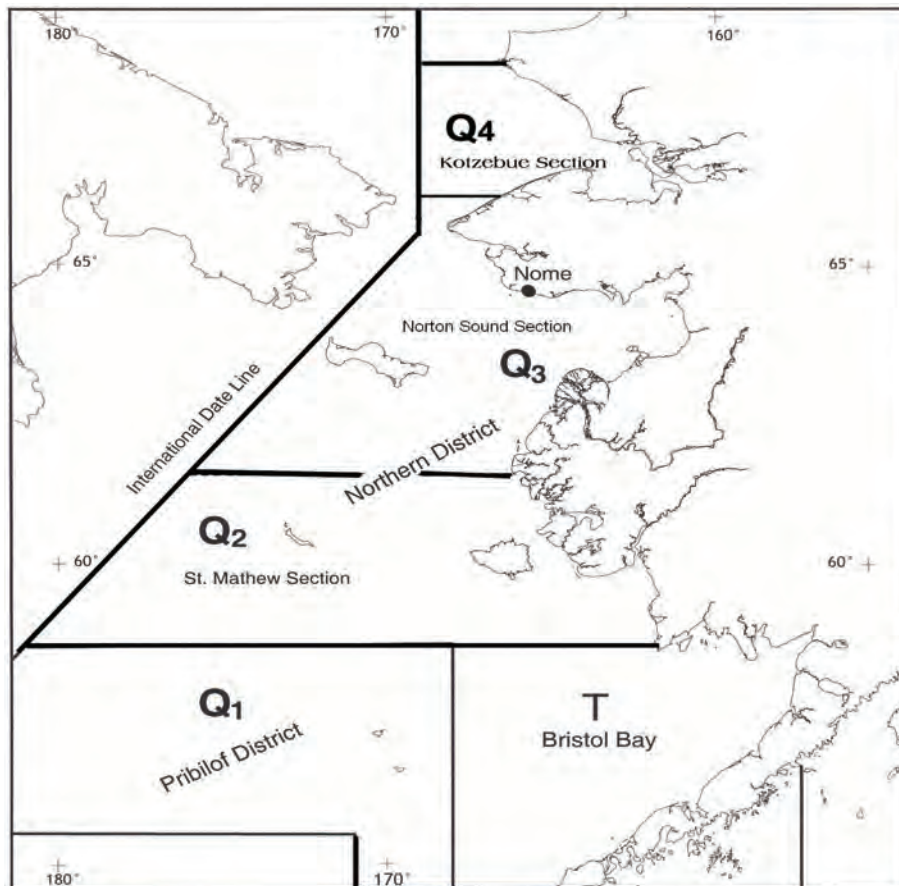 180° 170° 160°
Q4
Kotzebue Section
65° 65°
Nome
Norton Sound Section
Q3
International Date Line
Northern District
Q2
60° 60°
St. Mathew Section
Q1
T
Pribilof District
Bristol Bay
180° 170°